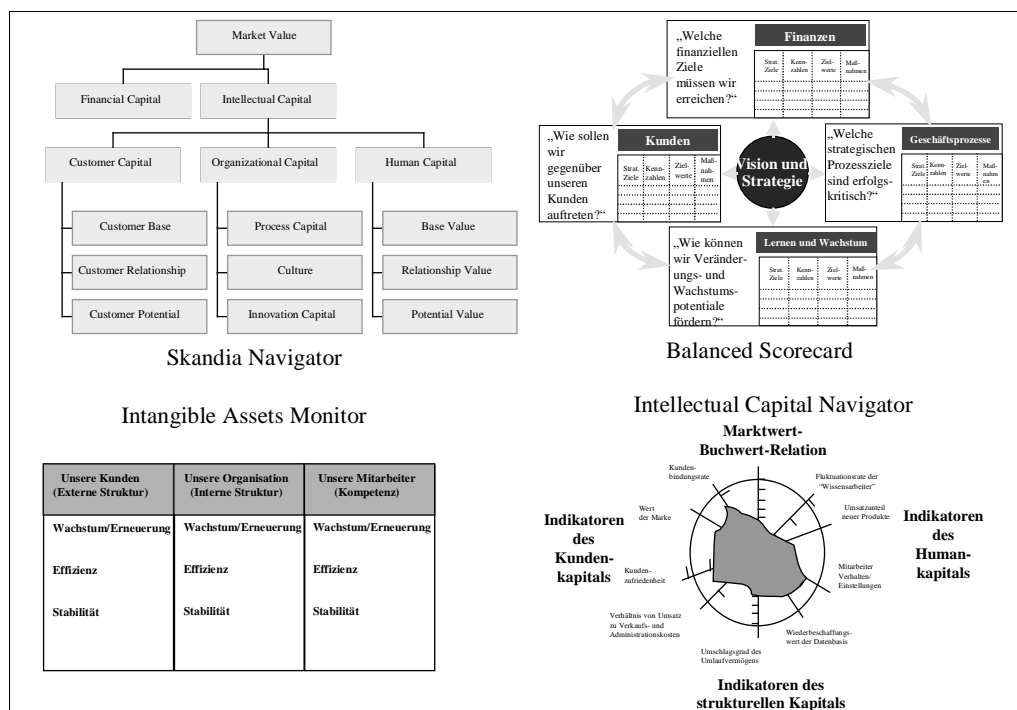 Market Value
Financial Capital
Intellectual Capital
Customer Capital
Organizational Capital
Human Capital
Customer Base
Process Capital
Base Value
Customer Relationship
Culture
Relationship Value
Customer Potential
Innovation Capital
Potential Value
Skandia Navigator
„Welche
finanziellen
Ziele
müssen wir
erreichen?“
Finanzen
Strat. Ziele
Kenn- zahlen
Ziel- werte
Maß- nahmen
„Wie sollen
wir
gegenüber
unseren
Kunden
auftreten?“
Kunden
Strat. Ziele
Kenn- zahlen
Ziel- werte
Maß- nah- men
Vision und
Strategie
„Welche
strategischen
Prozessziele
sind erfolgs-
kritisch?“
Geschäftsprozesse
Strat. Ziele
Kenn- zahlen
Ziel- werte
Maß- nahm en
„Wie können
wir Veränder-
ungs- und
Wachstums-
potentiale
fördern?“
Lernen und Wachstum
Strat. Ziele
Kenn- zahlen
Ziel- werte
Maß- nahmen
Balanced Scorecard
Intangible Assets Monitor
Unsere Kunden
(Externe Struktur)
Unsere Organisation
(Interne Struktur)
Unsere Mitarbeiter
(Kompetenz)
Wachstum/Erneuerung
Wachstum/Erneuerung
Wachstum/Erneuerung
Effizienz
Effizienz
Effizienz
Stabilität
Stabilität
Stabilität
Intellectual Capital Navigator
Marktwert-
Buchwert-Relation
Kunden-
bindungsrate
Fluktuationsrate der
“Wissensarbeiter”
Wert
der Marke
Umsatzanteil
neuer Produkte
Indikatoren
des
Kunden-
kapitals
Indikatoren
des
Human-
kapitals
Kunden-
zufriedenheit
Mitarbeiter
Verhalten/
Einstellungen
Verhältnis von Umsatz
zu Verkaufs- und
Administrationskosten
Wiederbeschaffungs-
wert der Datenbasis
Umschlagsgrad des
Umlaufvermögens
Indikatoren des
strukturellen Kapitals